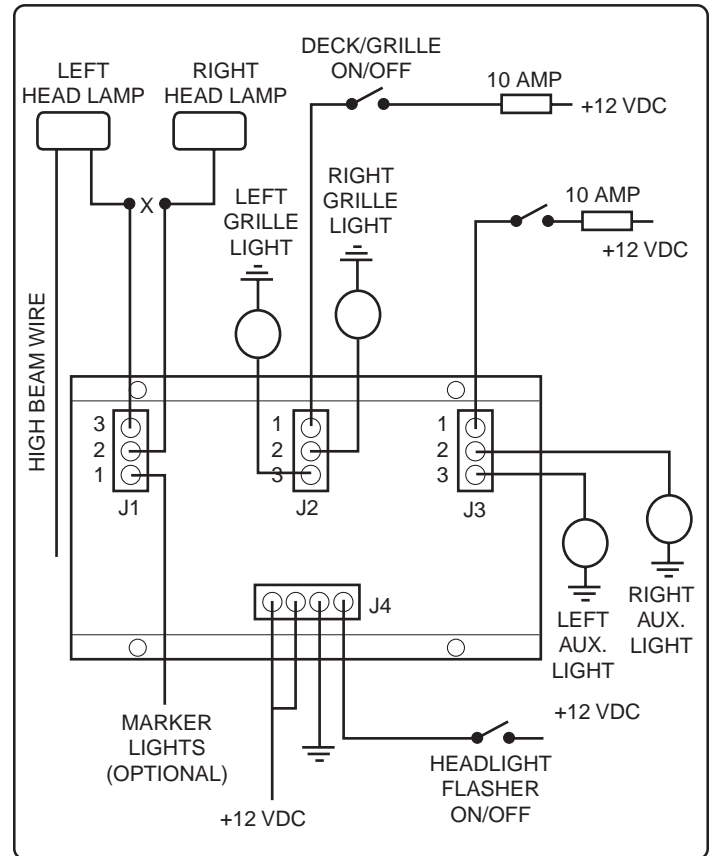 DECK/GRILLE
ON/OFF
LEFT
HEAD LAMP
RIGHT
HEAD LAMP
10 AMP
+12 VDC
X
LEFT
GRILLE
LIGHT
RIGHT
GRILLE
LIGHT
10 AMP
+12 VDC
HIGH BEAM WIRE
3
2
1
J1
1
2
3
J2
1
2
3
J3
J4
LEFT
AUX.
LIGHT
RIGHT
AUX.
LIGHT
MARKER
LIGHTS
(OPTIONAL)
+12 VDC
+12 VDC
HEADLIGHT
FLASHER
ON/OFF